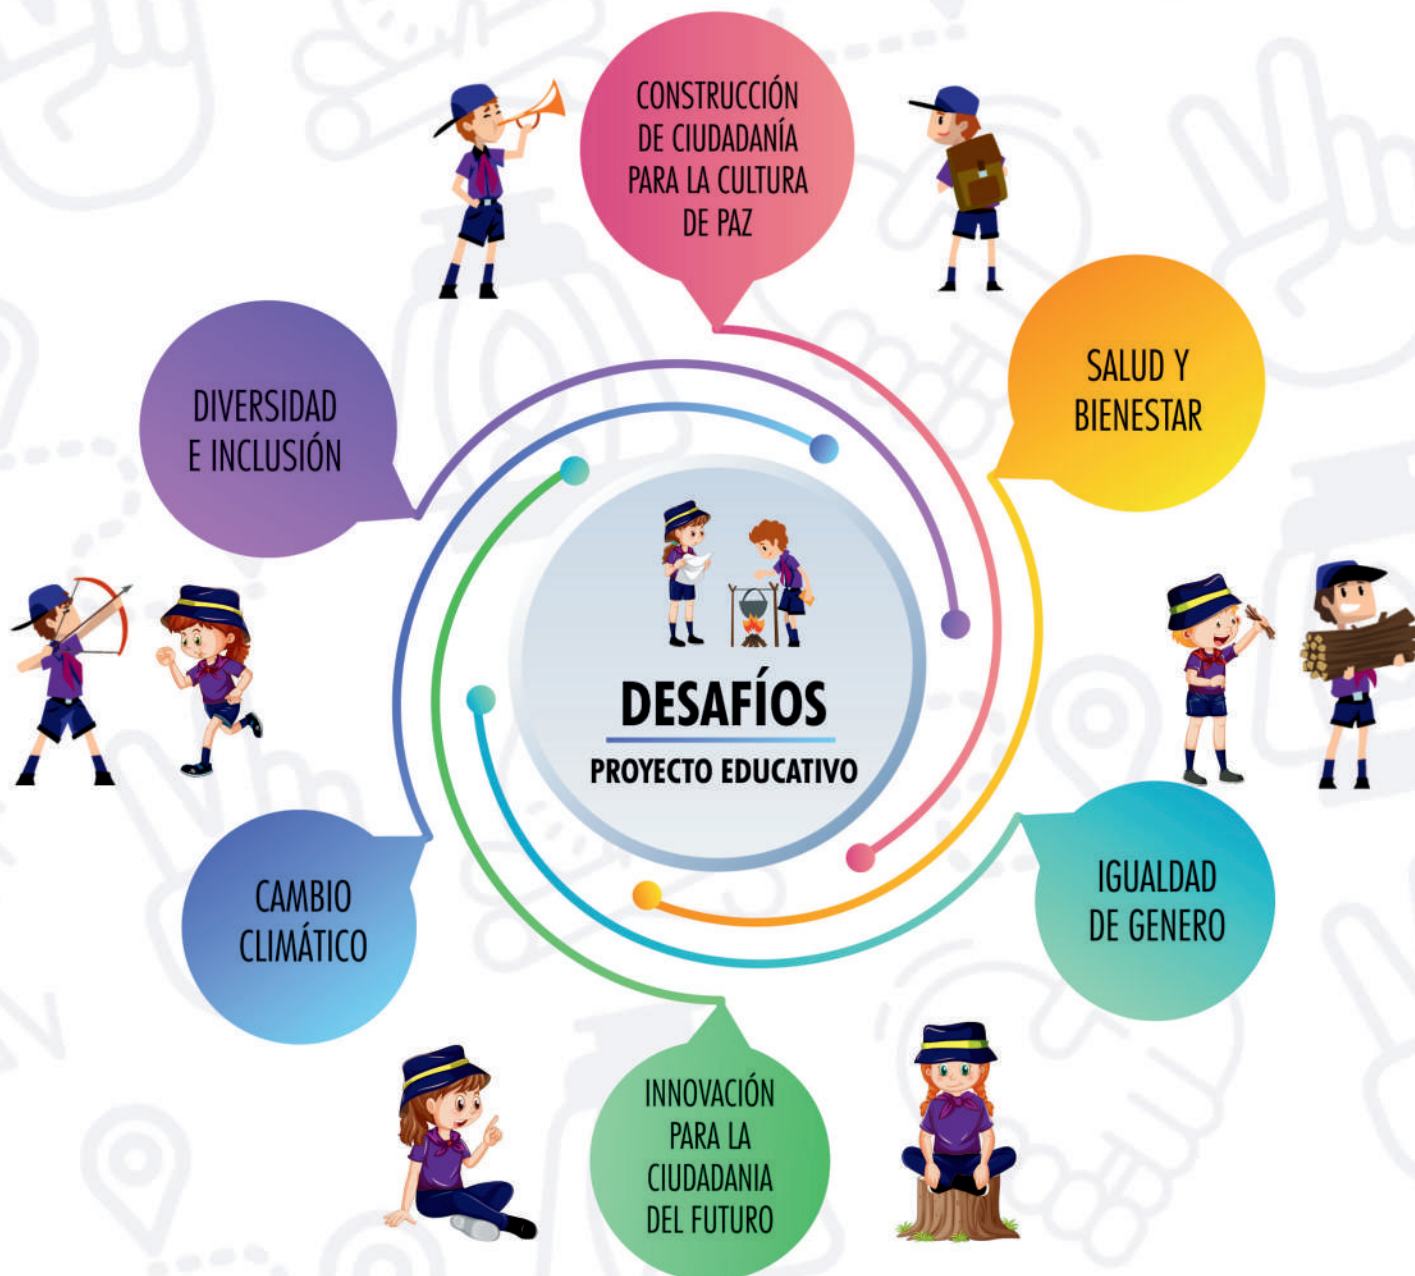 CONSTRUCCIÓN
DE CIUDADANÍA
PARA LA CULTURA
DE PAZ
SALUD Y
BIENESTAR
DIVERSIDAD
E INCLUSIÓN
DESAFÍOS
PROYECTO EDUCATIVO
IGUALDAD
DE GENERO
CAMBIO
CLIMÁTICO
INNOVACIÓN
PARA LA
CIUDADANIA
DEL FUTURO